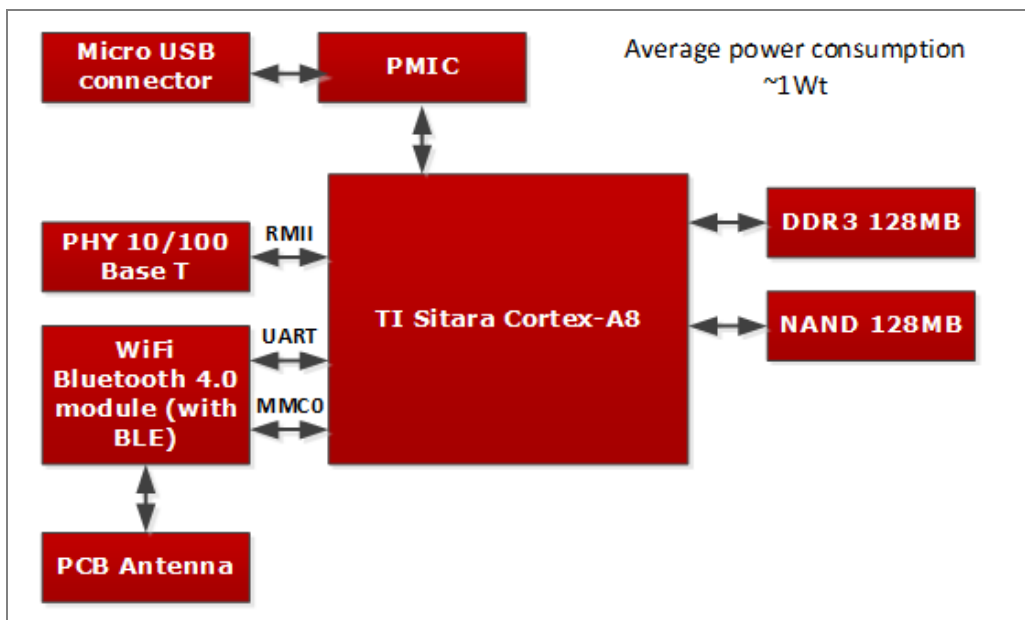 Micro USB
connector
PMIC
Average power consumption
~1Wt
PHY 10/100
Base T
RMII
TI Sitara Cortex-A8
DDR3 128MB
NAND 128MB
WiFi
Bluetooth 4.0
module (with
BLE)
UART
MMC0
PCB Antenna